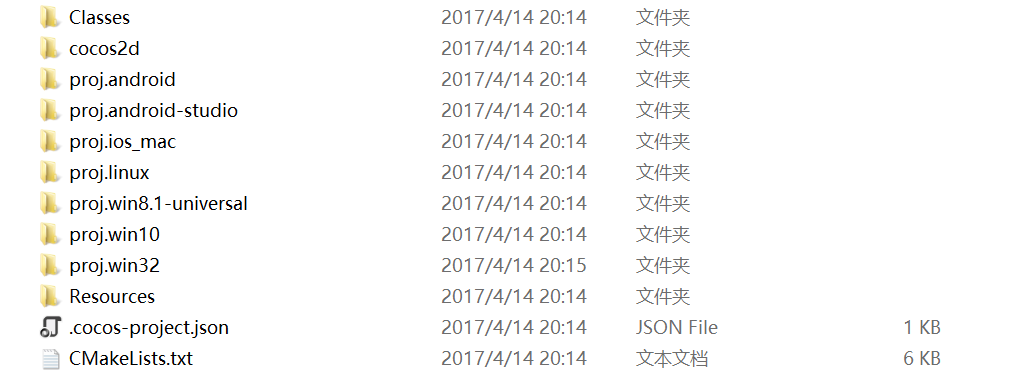 Classes 2017/4/14 20:14 文件夹
cocos2d 2017/4/14 20:14 文件夹
proj.android 2017/4/14 20:14 文件夹
proj.android-studio 2017/4/14 20:14 文件夹
proj.ios_mac 2017/4/14 20:14 文件夹
proj.linux 2017/4/14 20:14 文件夹
proj.win8.1-universal 2017/4/14 20:14 文件夹
proj.win10 2017/4/14 20:14 文件夹
proj.win32 2017/4/14 20:15 文件夹
Resources 2017/4/14 20:14 文件夹
.cocos-project.json 2017/4/14 20:14 JSON File 1 KB
CMakeLists.txt 2017/4/14 20:14 文本文档 6 KB